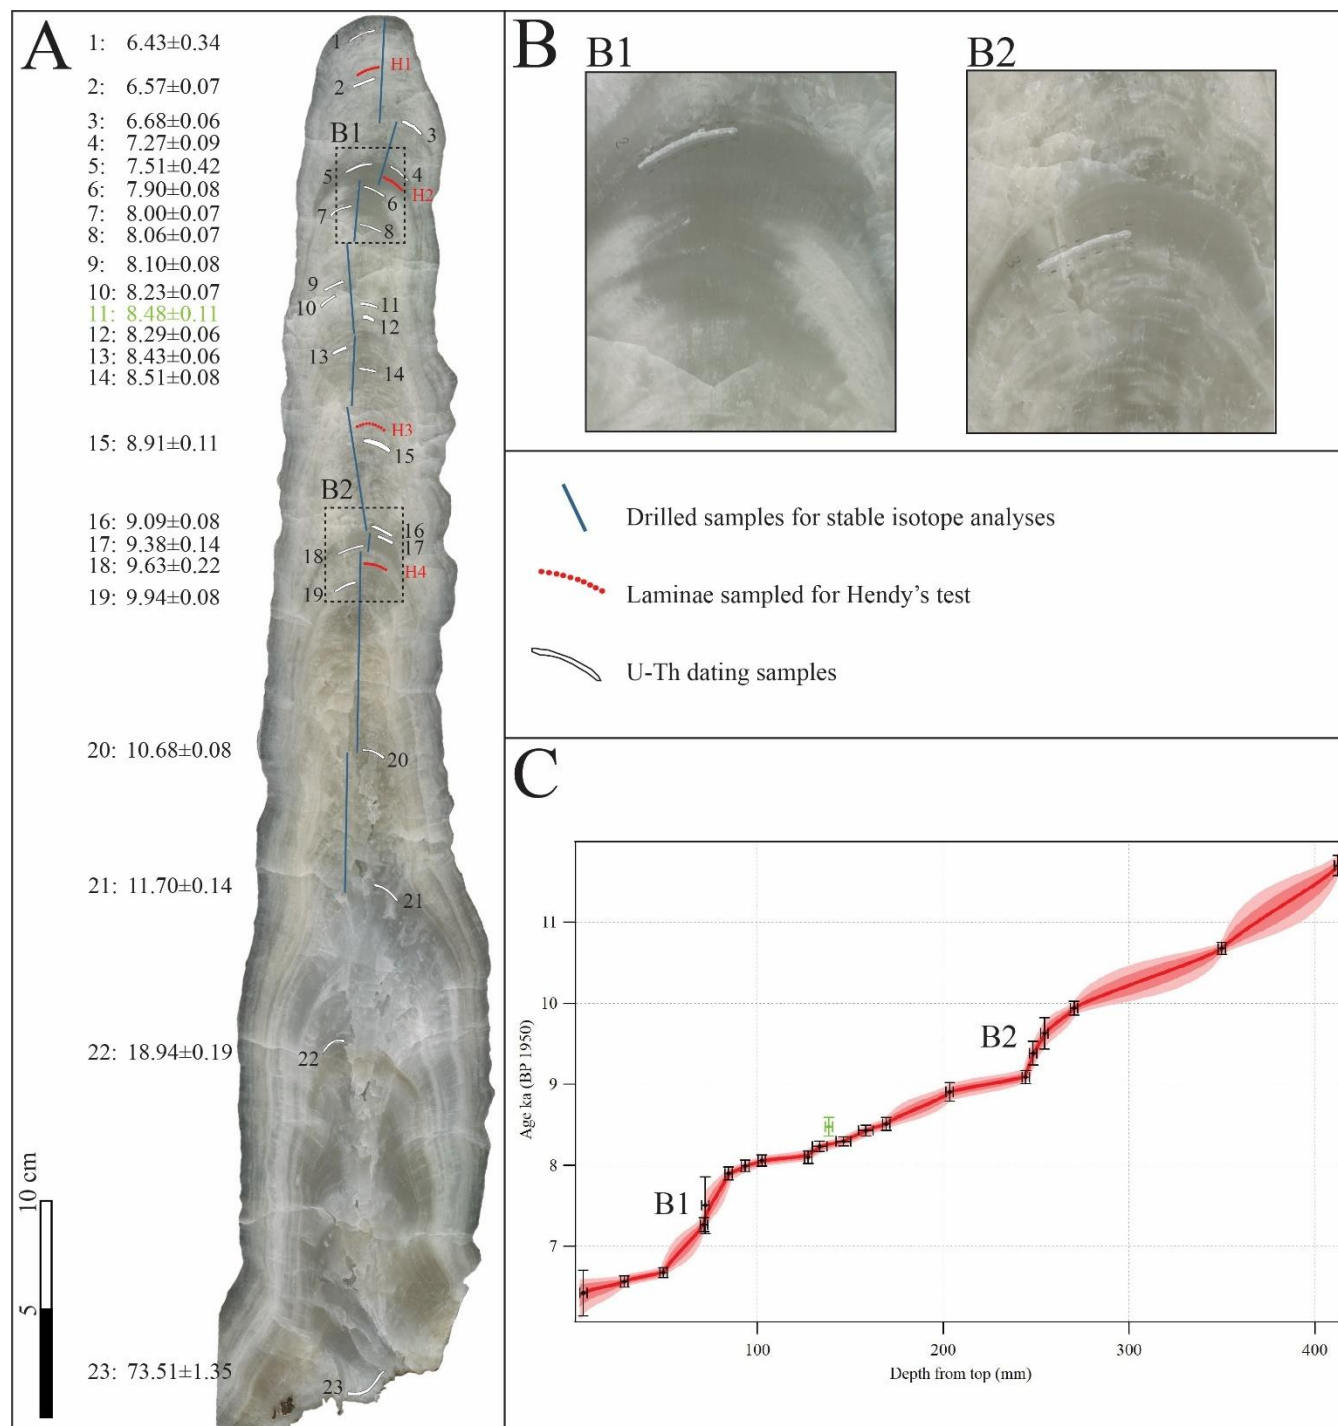 A
1: 6.43±0.34
2: 6.57±0.07
3: 6.68±0.06
4: 7.27±0.09
5: 7.51±0.42
6: 7.90±0.08
7: 8.00±0.07
8: 8.06±0.07
9: 8.10±0.08
10: 8.23±0.07
11: 8.48±0.11
12: 8.29±0.06
13: 8.43±0.06
14: 8.51±0.08
15: 8.91±0.11
16: 9.09±0.08
17: 9.38±0.14
18: 9.63±0.22
19: 9.94±0.08
20: 10.68±0.08
21: 11.70±0.14
22: 18.94±0.19
23: 73.51±1.35
10 cm
5
1
H1
2
3
B1
5
4
H2
6
7
8
9
10
11
12
13
14
H3
15
B2
16
17
18
H4
19
20
21
22
23
B
B1
B2
Drilled samples for stable isotope analyses
Laminae sampled for Hendy's test
U-Th dating samples
C
Age ka (BP 1950)
11
10
9
8
7
B1
B2
100
200
300
400
Depth from top (mm)